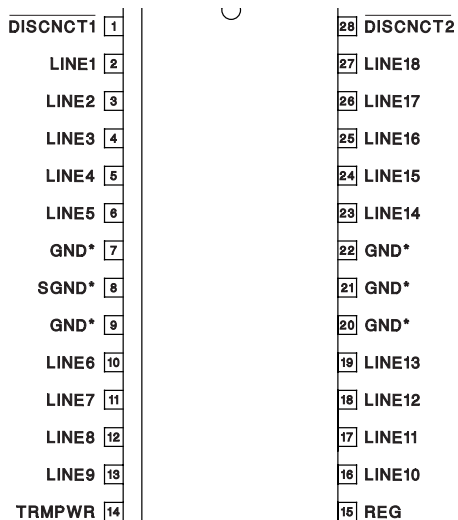 DISCNCT1 1 28 DISCNCT2
LINE1 2 27 LINE18
LINE2 3 26 LINE17
LINE3 4 25 LINE16
LINE4 5 24 LINE15
LINE5 6 23 LINE14
GND* 7 22 GND*
SGND* 8 21 GND*
GND* 9 20 GND*
LINE6 10 19 LINE13
LINE7 11 18 LINE12
LINE8 12 17 LINE11
LINE9 13 16 LINE10
TRMPWR 14 15 REG